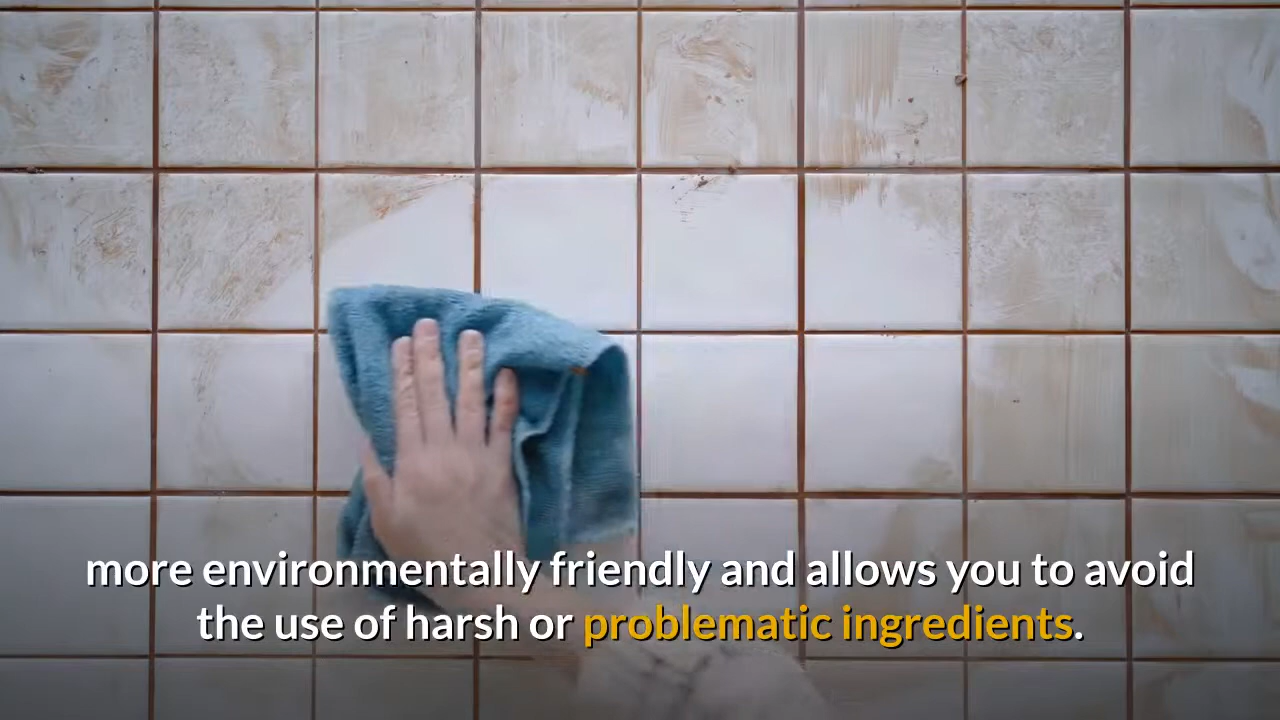 more environmentally friendly and allows you to avoid
the use of harsh or problematic ingredients.